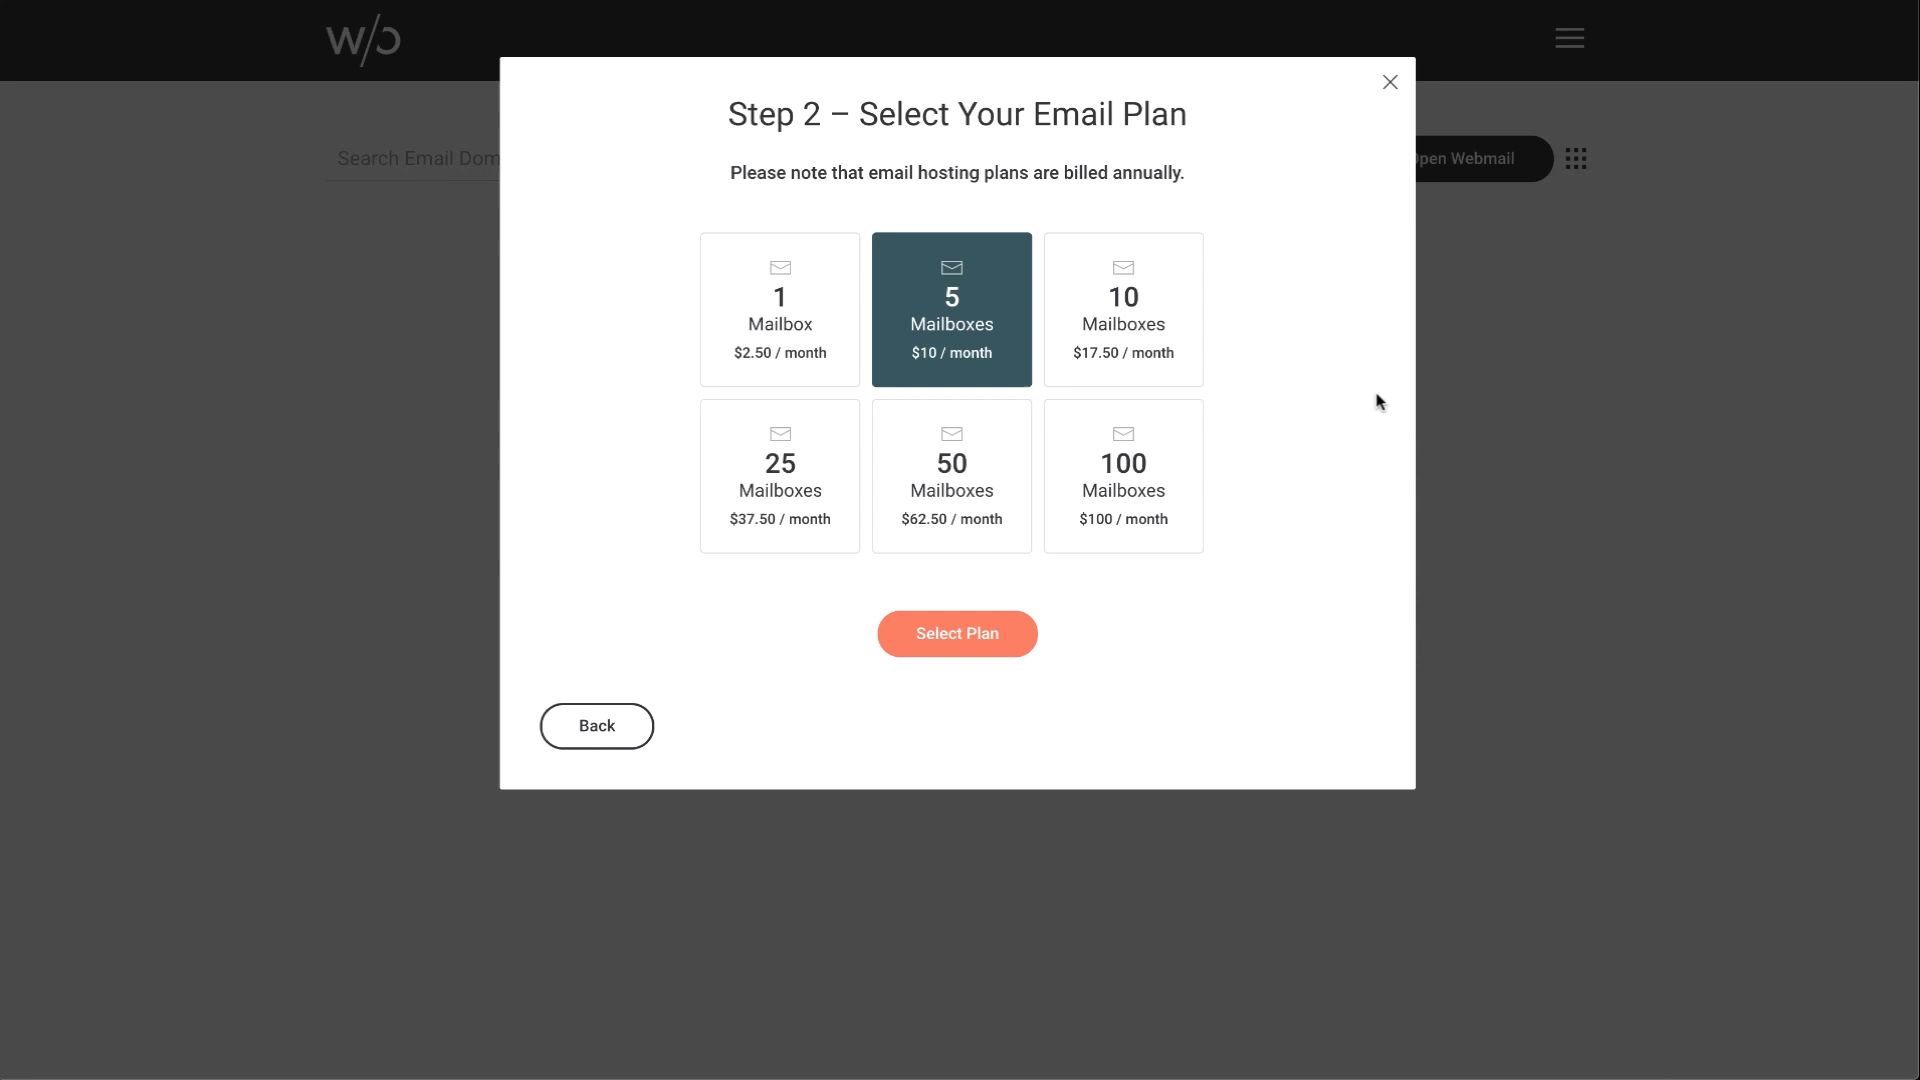 W/O
Step 2 – Select Your Email Plan
Search Email Dom
pen Webmail
Please note that email hosting plans are billed annually.
1
Mailbox
$2.50 / month
5
Mailboxes
$10 / month
10
Mailboxes
$17.50 / month
25
Mailboxes
$37.50 / month
50
Mailboxes
$62.50 / month
100
Mailboxes
$100 / month
Select Plan
Back